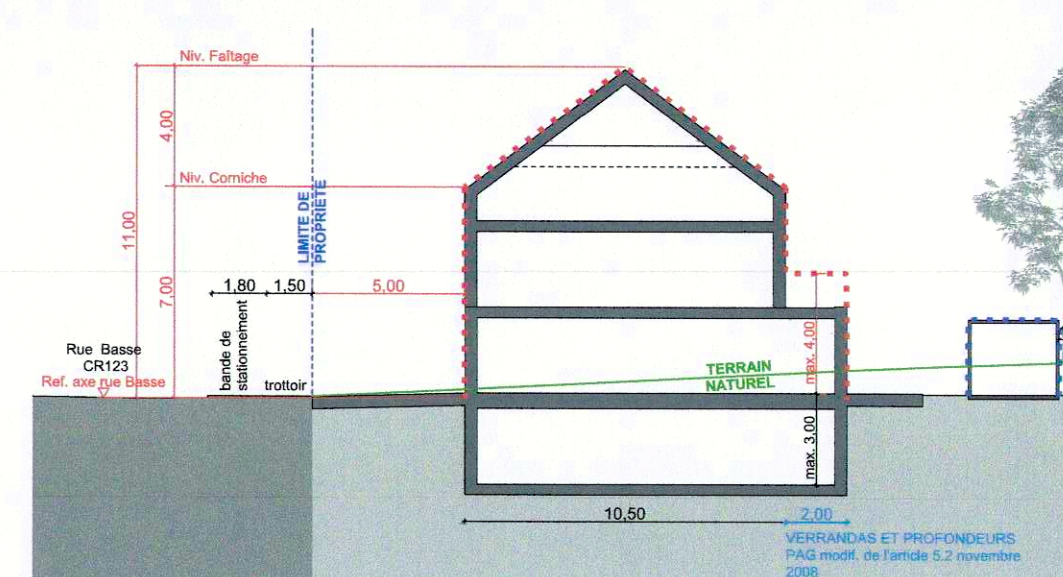 Niv. Faîtage
4,00
Niv. Corniche
11,00
7,00
LIMITE DE
PROPRIETE
1,80
1,50
5,00
bande de
stationnement
trottoir
Rue Basse
CR123
Ref. axe rue Basse
TERRAIN
NATUREL
max. 4,00
max. 3,00
10,50
2,00
VERRANDAS ET PROFONDEURS
PAG modif. de l'article 5.2 novembre
2008